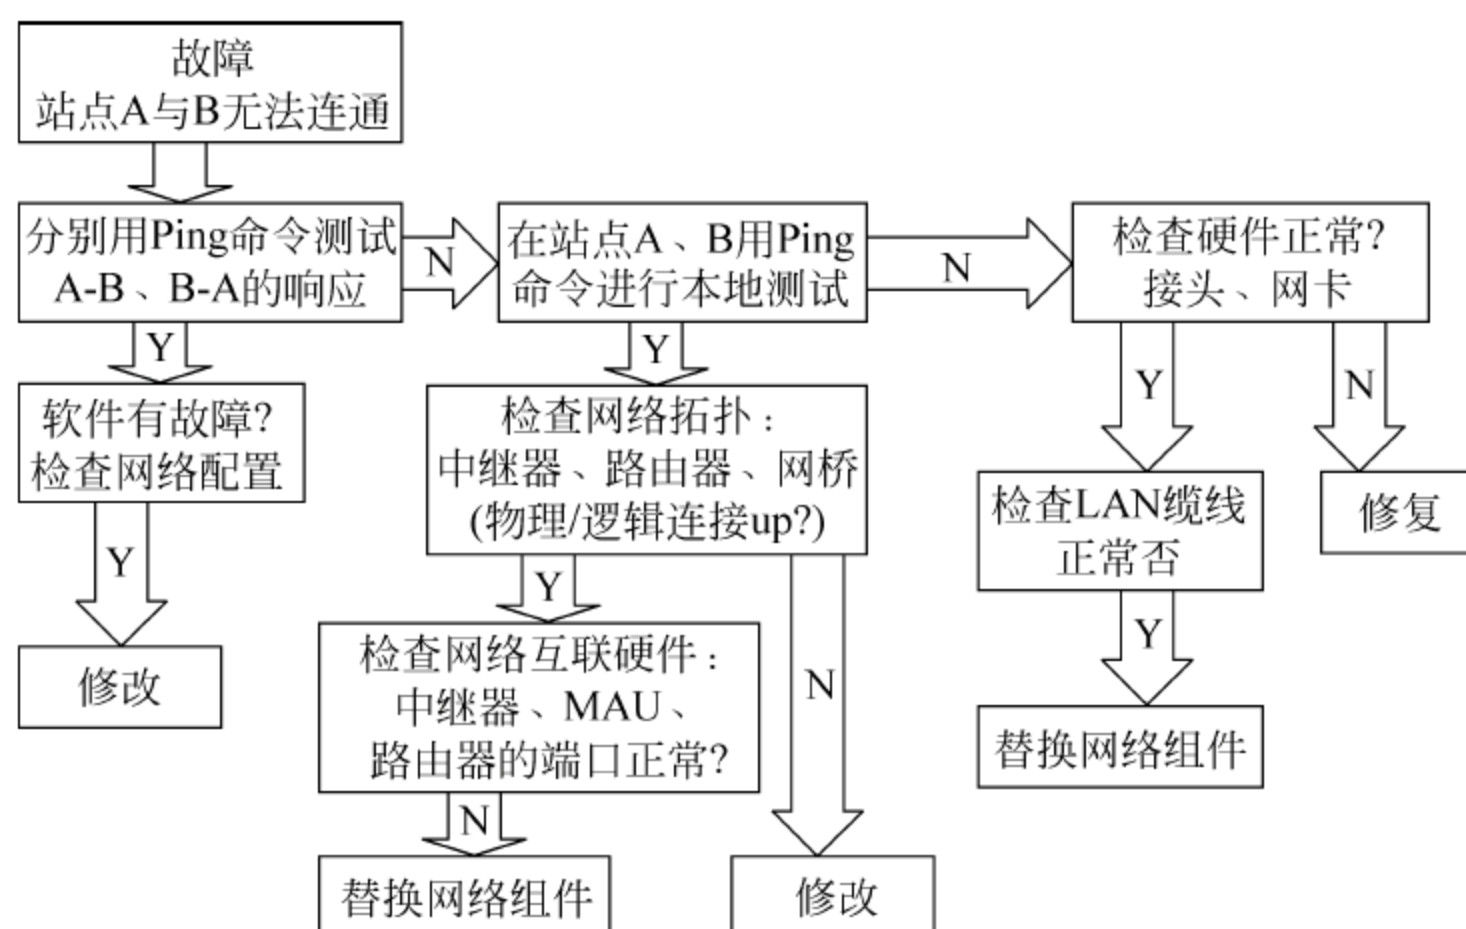 故障
站点A与B无法连通
分别用Ping命令测试
A-B、B-A的响应
N
在站点A、B用Ping
命令进行本地测试
N
检查硬件正常?
接头、网卡
Y
Y
Y
N
软件有故障?
检查网络配置
检查网络拓扑：
中继器、路由器、网桥
(物理/逻辑连接up?)
检查LAN缆线
正常否
修复
Y
Y
N
Y
修改
检查网络互联硬件：
中继器、MAU、
路由器的端口正常?
替换网络组件
N
替换网络组件
修改